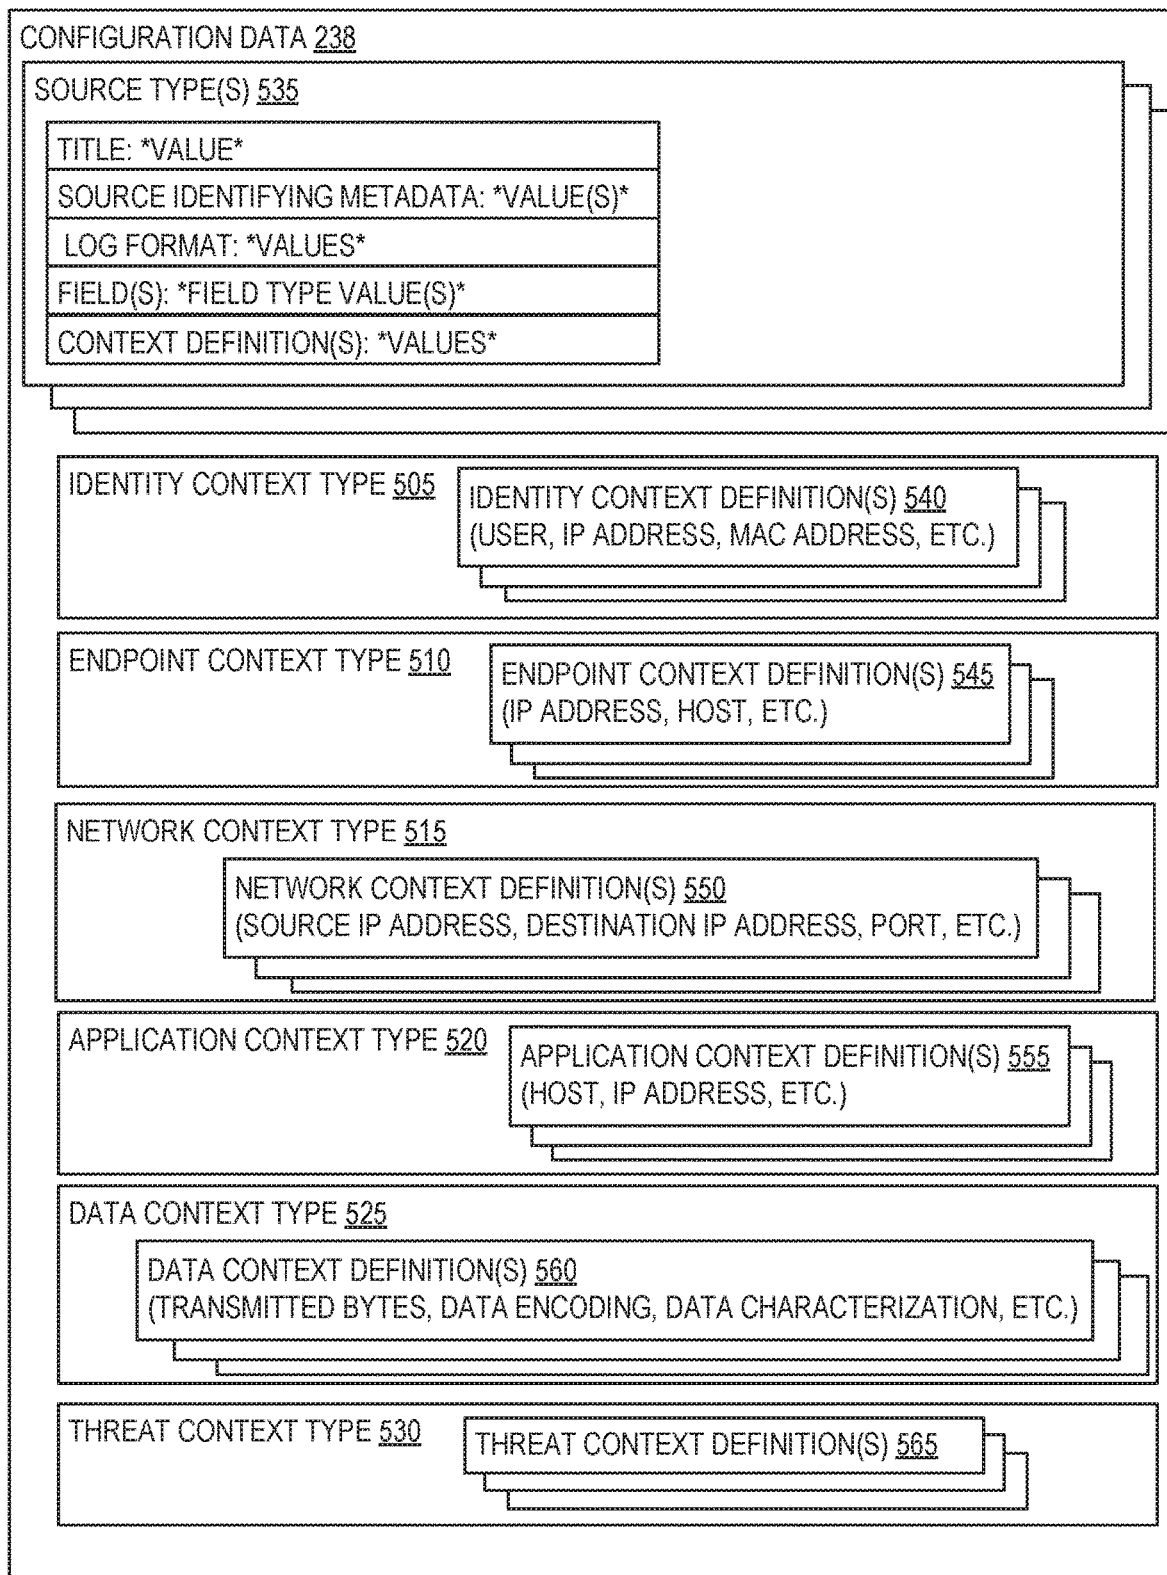 CONFIGURATION DATA 238
SOURCE TYPE(S) 535
TITLE: *VALUE*
SOURCE IDENTIFYING METADATA: *VALUE(S)*
LOG FORMAT: *VALUES*
FIELD(S): *FIELD TYPE VALUE(S)*
CONTEXT DEFINITION(S): *VALUES*
IDENTITY CONTEXT TYPE 505
IDENTITY CONTEXT DEFINITION(S) 540
(USER, IP ADDRESS, MAC ADDRESS, ETC.)
ENDPOINT CONTEXT TYPE 510
ENDPOINT CONTEXT DEFINITION(S) 545
(IP ADDRESS, HOST, ETC.)
NETWORK CONTEXT TYPE 515
NETWORK CONTEXT DEFINITION(S) 550
(SOURCE IP ADDRESS, DESTINATION IP ADDRESS, PORT, ETC.)
APPLICATION CONTEXT TYPE 520
APPLICATION CONTEXT DEFINITION(S) 555
(HOST, IP ADDRESS, ETC.)
DATA CONTEXT TYPE 525
DATA CONTEXT DEFINITION(S) 560
(TRANSMITTED BYTES, DATA ENCODING, DATA CHARACTERIZATION, ETC.)
THREAT CONTEXT TYPE 530
THREAT CONTEXT DEFINITION(S) 565